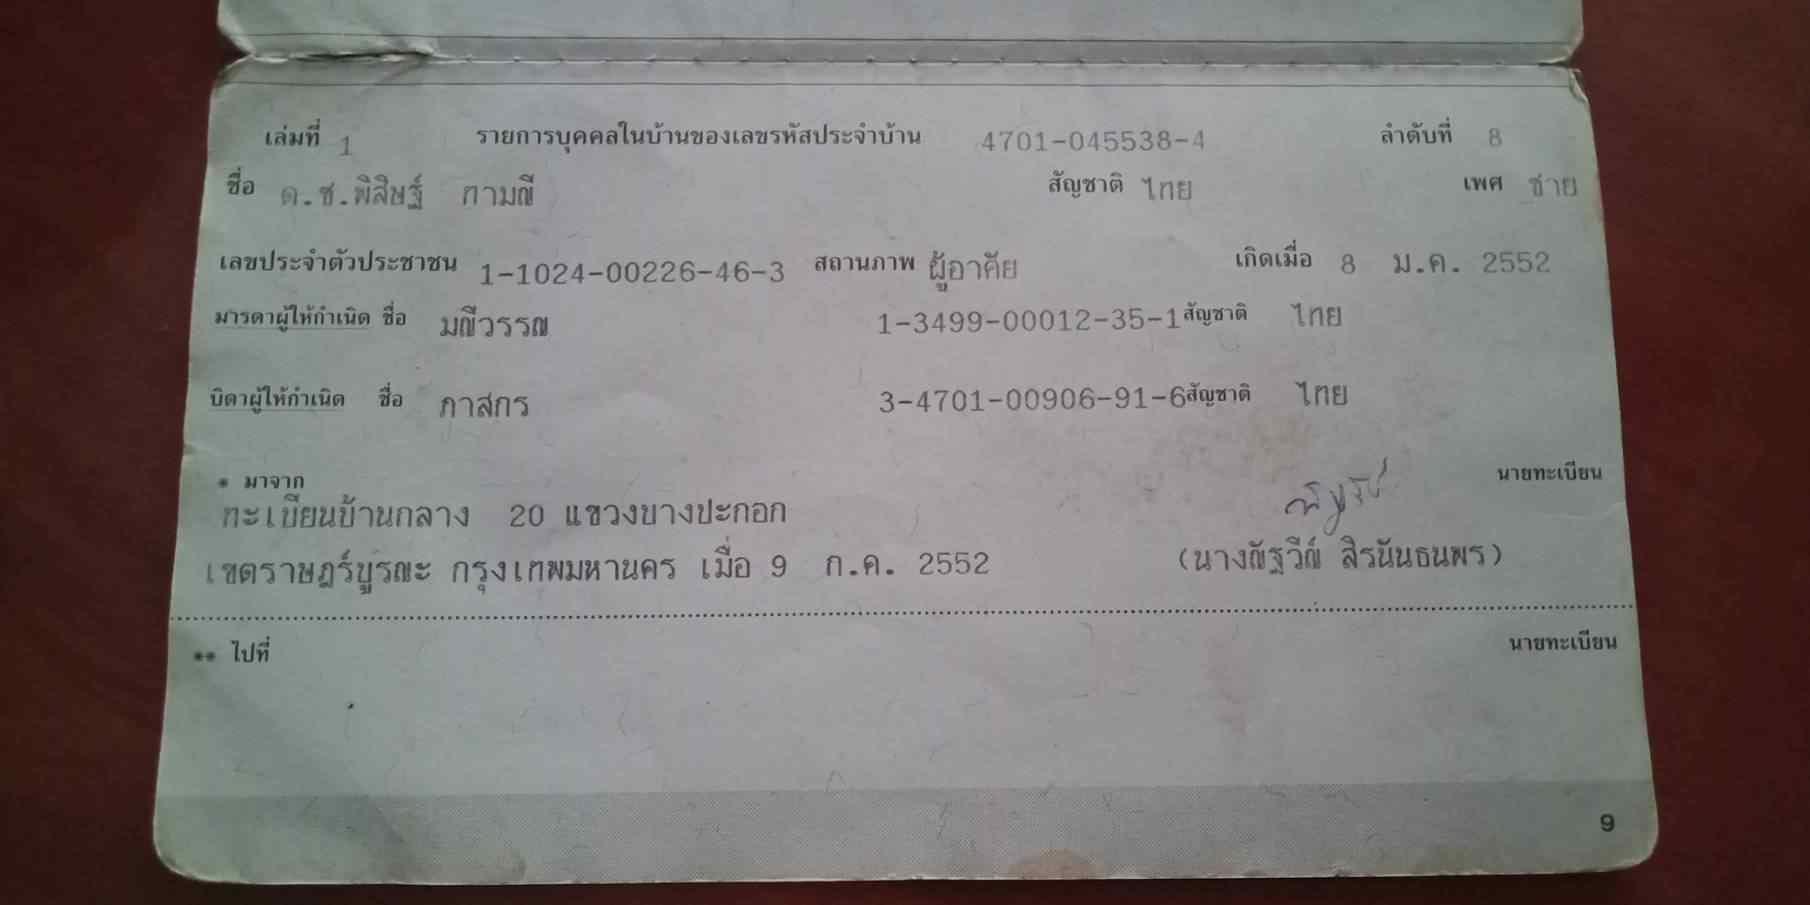 เล่มที่ 1 รายการบุคคลในบ้านของเลขรหัสประจำบ้าน 4701-045538-4 ลำดับที่ 8
ชื่อ ด.ช.พิสิษฐ์ กามณี สัญชาติ ไทย เพศ ชาย
เลขประจำตัวประชาชน 1-1024-00226-46-3 สถานภาพ ผู้อาศัย เกิดเมื่อ 8 ม.ค. 2552
มารดาผู้ให้กำเนิด ชื่อ มณีวรรณ 1-3499-00012-35-1 สัญชาติ ไทย
บิดาผู้ให้กำเนิด ชื่อ ภาสกร 3-4701-00906-91-6 สัญชาติ ไทย
* มาจาก นายทะเบียน
ทะเบียนบ้านกลาง 20 แขวงบางปะกอก
เขตราษฎร์บูรณะ กรุงเทพมหานคร เมื่อ 9 ก.ค. 2552 (นางณัฐวีณ์ สิรนันธนพร)
** ไปที่ นายทะเบียน
9